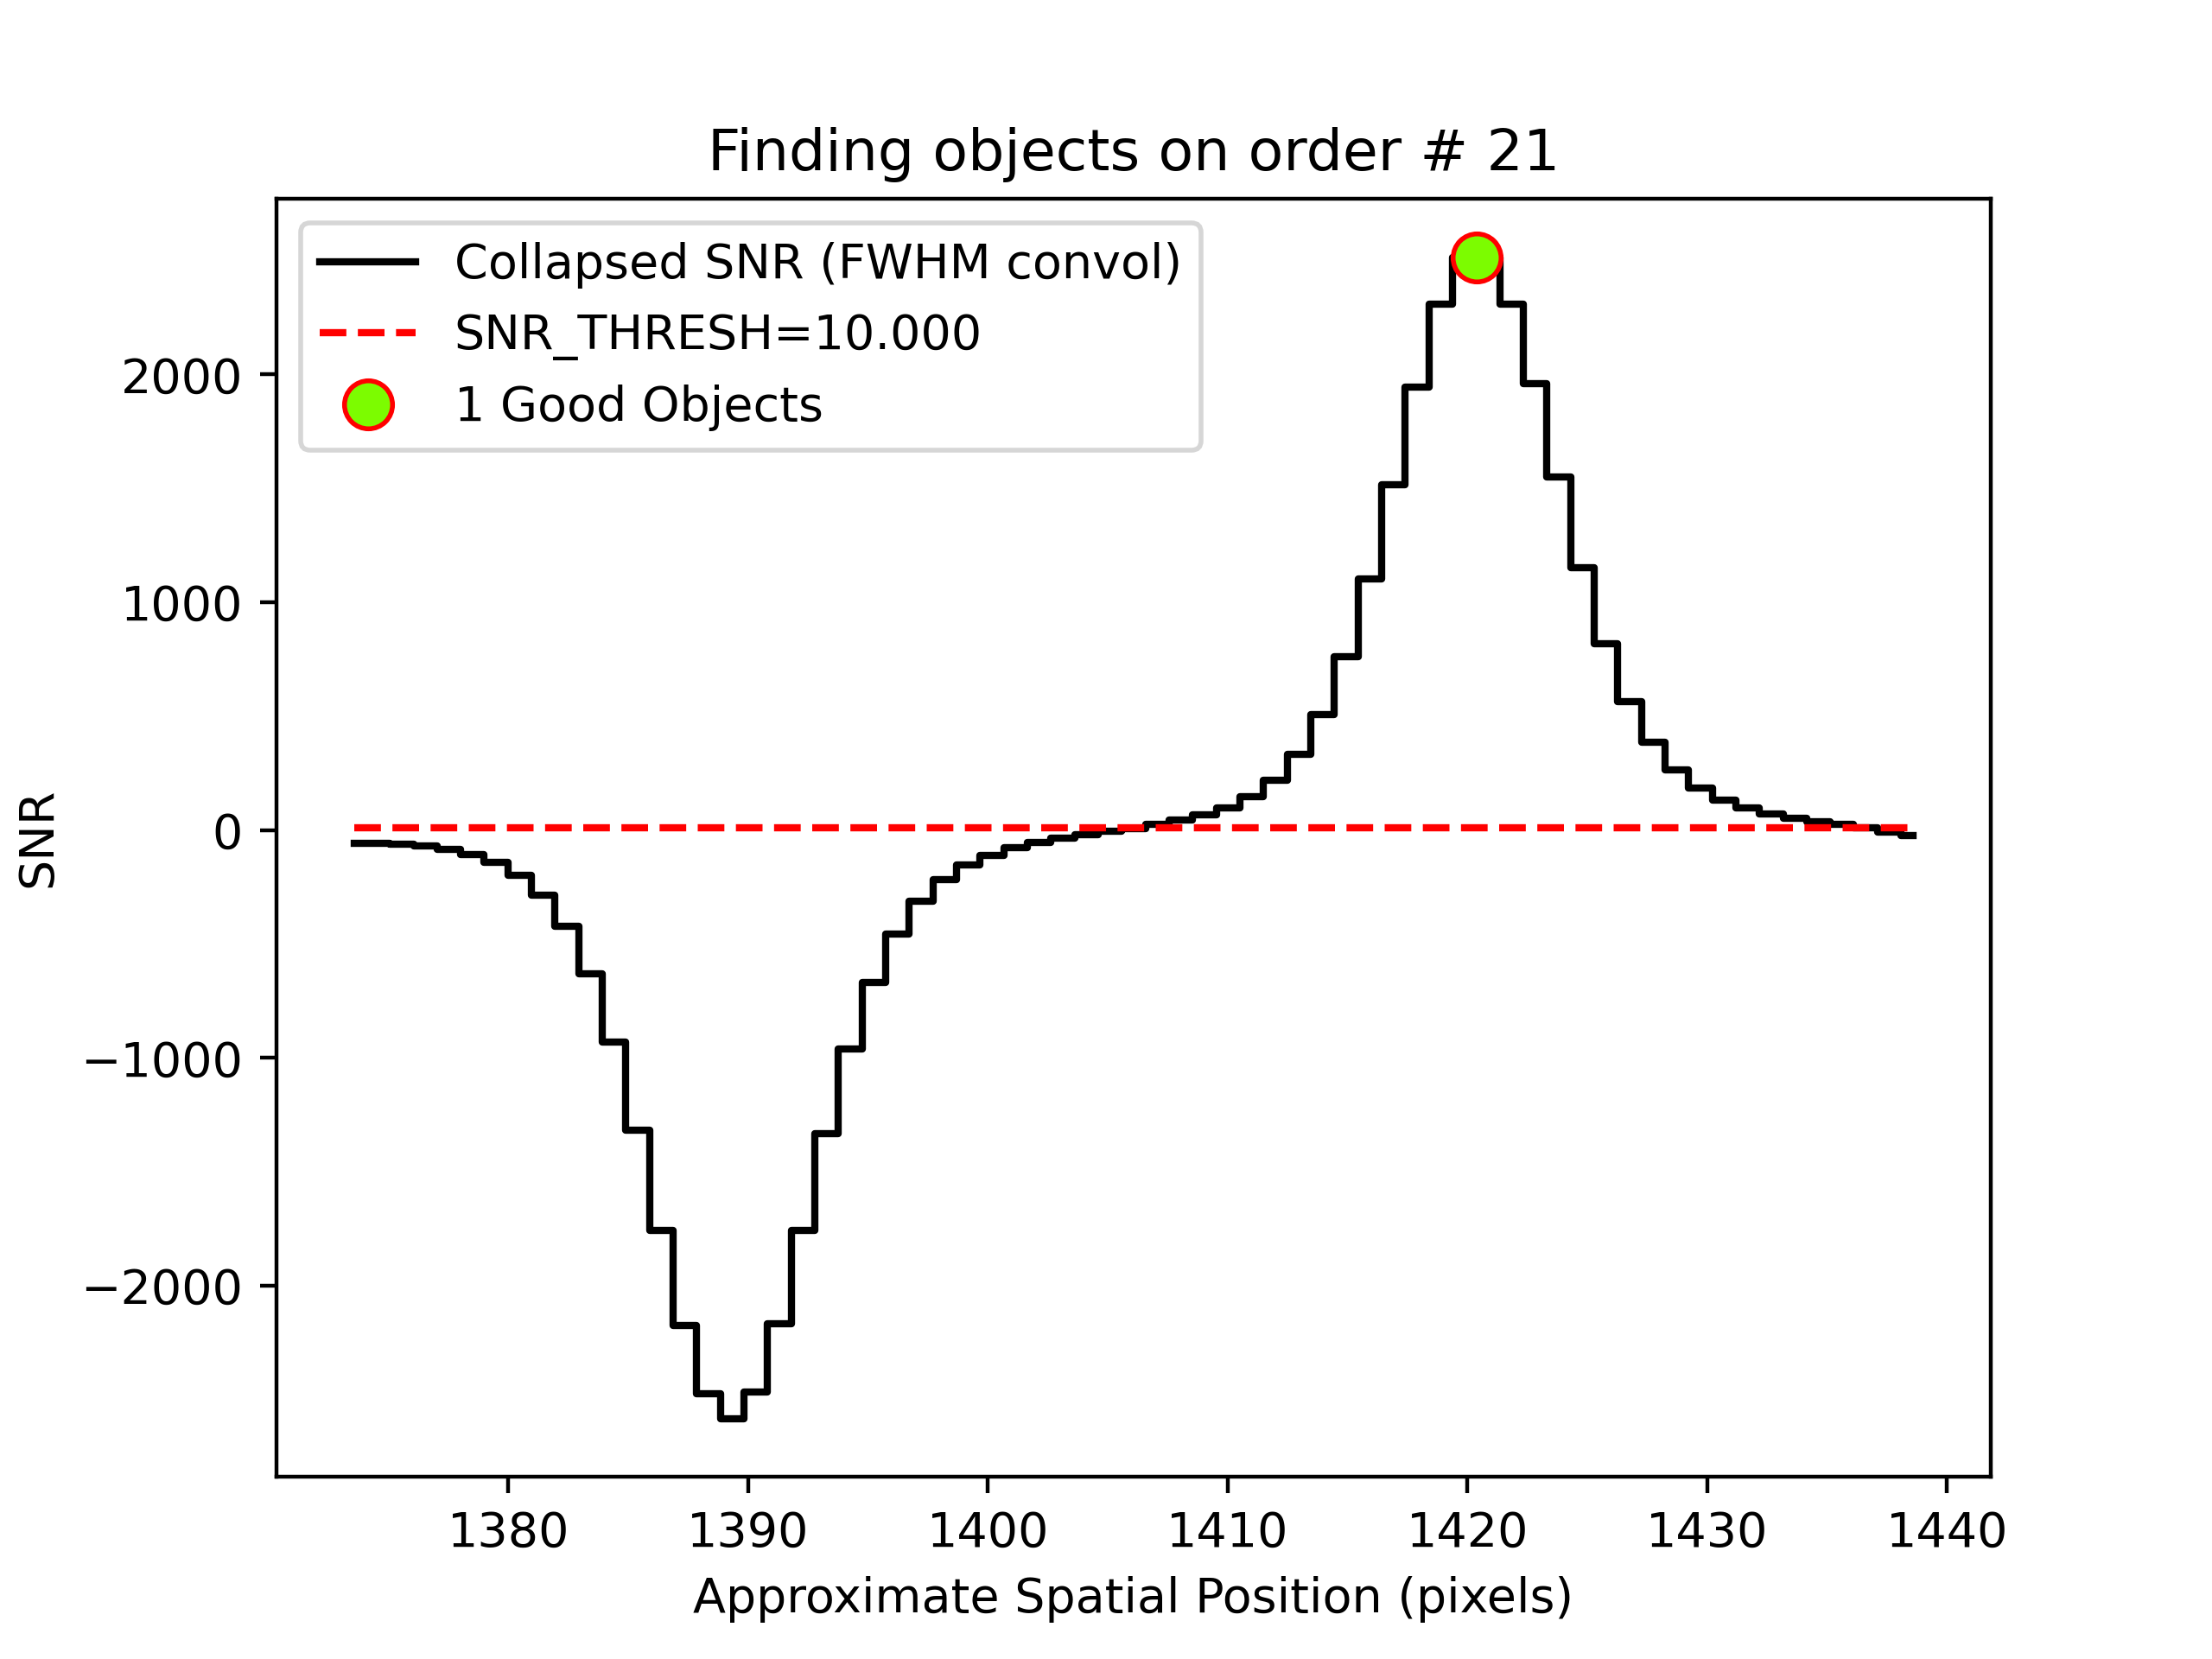 Finding objects on order # 21
Collapsed SNR (FWHM convol)
SNR_THRESH=10.000
1 Good Objects
2000
1000
0
−1000
−2000
SNR
1380 1390 1400 1410 1420 1430 1440
Approximate Spatial Position (pixels)